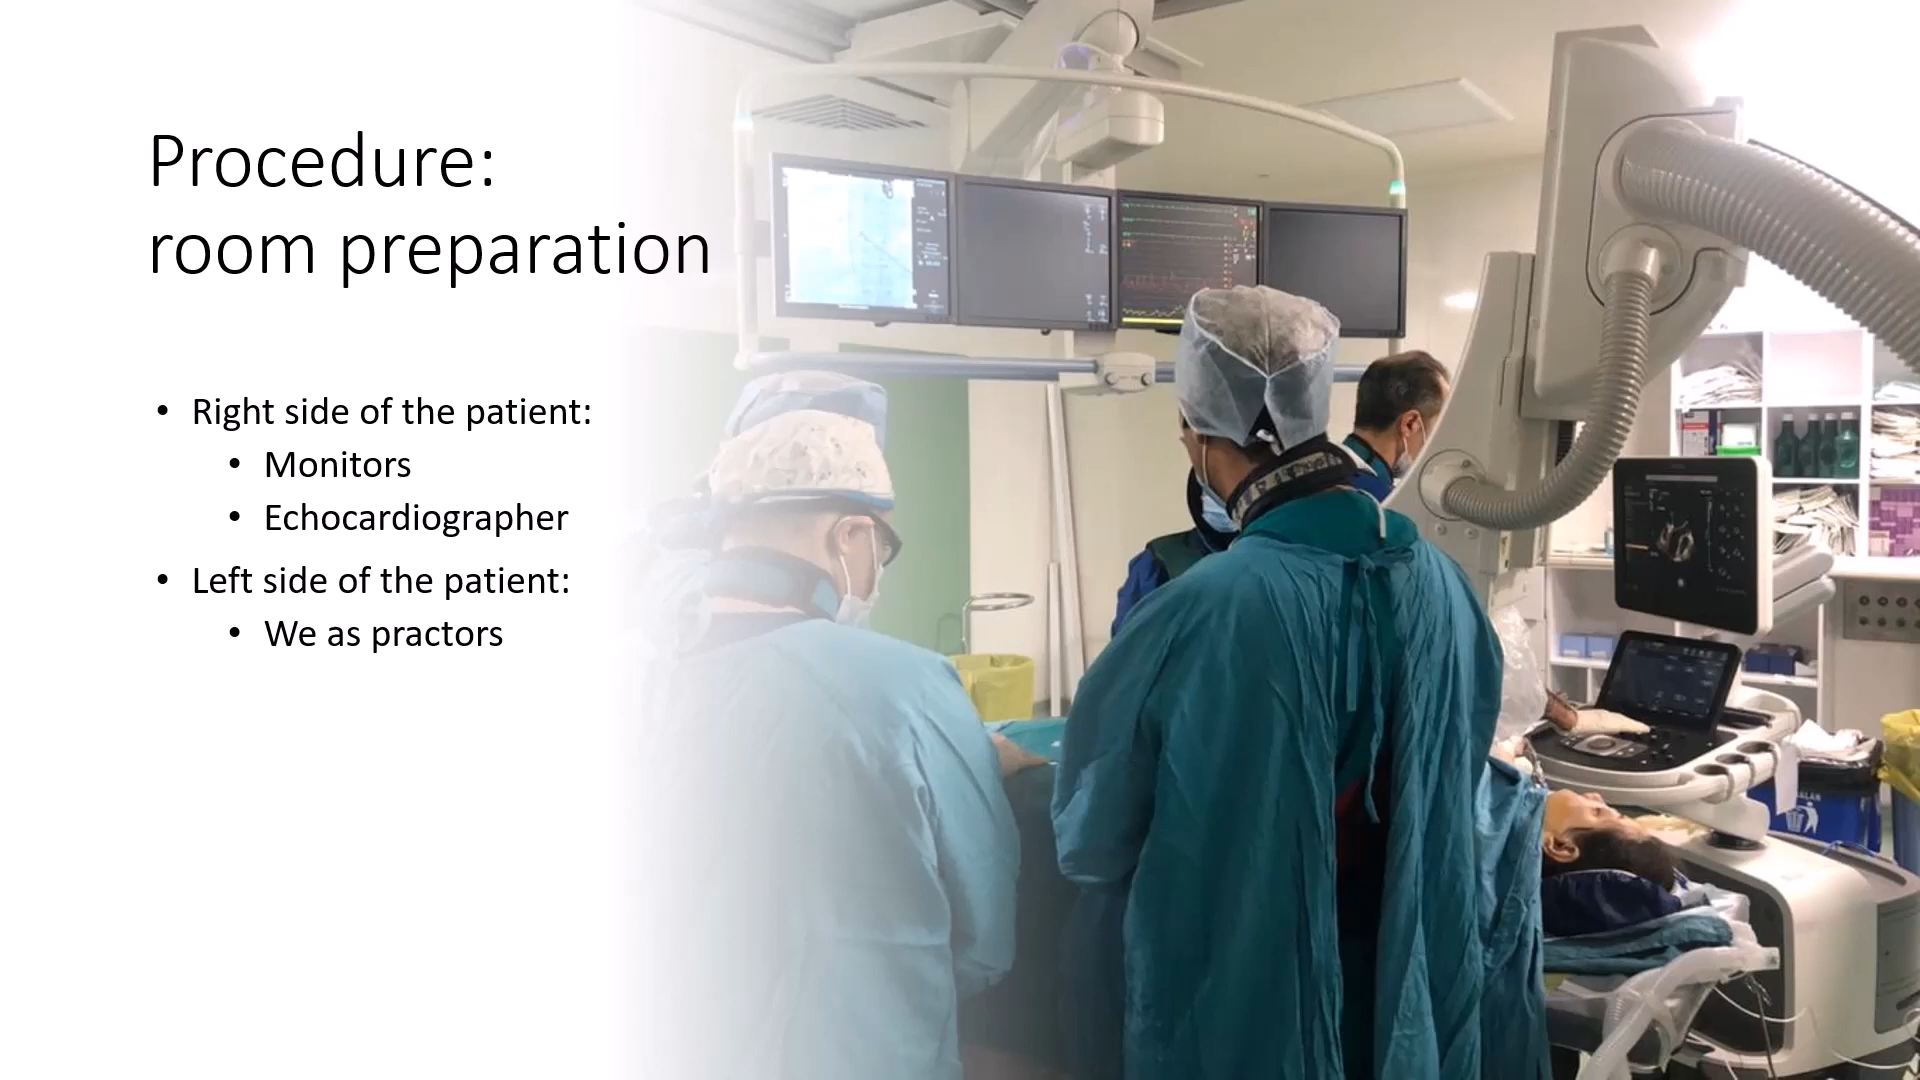 Procedure:
room preparation
• Right side of the patient:
• Monitors
• Echocardiographer
• Left side of the patient:
• We as practors